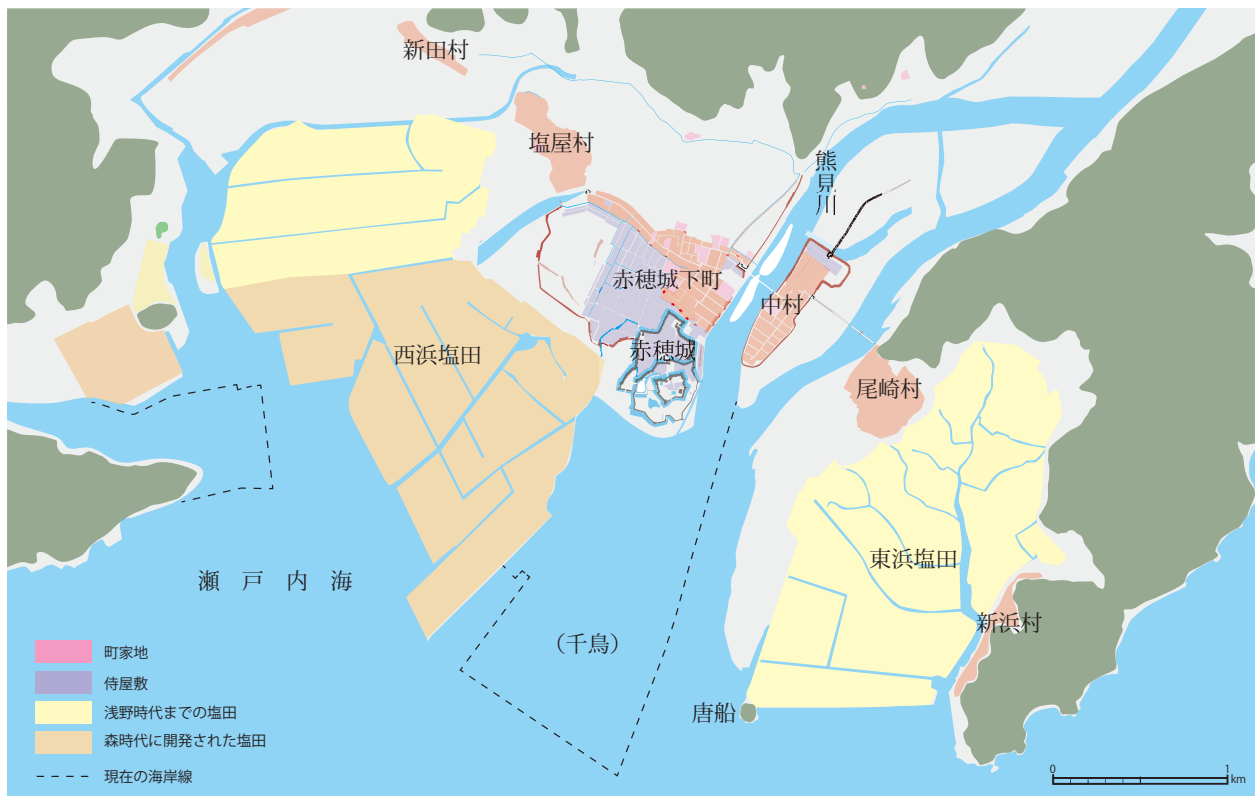 新田村
塩屋村
熊見川
赤穂城下町
中村
赤穂城
西浜塩田
尾崎村
東浜塩田
瀬戸内海
新浜村
(千鳥)
唐船
町家地
侍屋敷
浅野時代までの塩田
森時代に開発された塩田
現在の海岸線
0 1
km